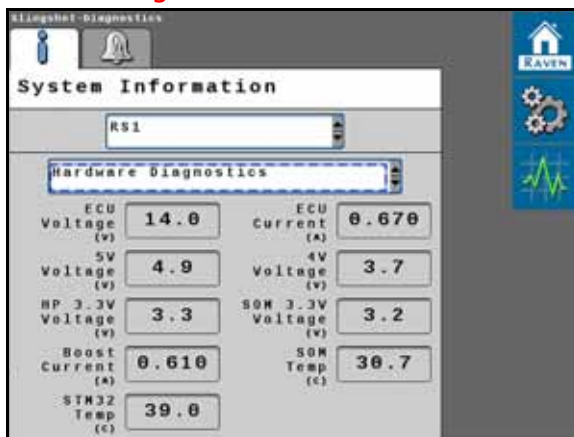 Slingshot-Diagnostics
System Information
RS1
Hardware Diagnostics
ECU Voltage (V) 14.0
ECU Current (A) 0.670
5V Voltage (V) 4.9
4V Voltage (V) 3.7
HP 3.3V Voltage (V) 3.3
SOM 3.3V Voltage (V) 3.2
Boost Current (A) 0.610
SOM Temp (C) 30.7
STM32 Temp (C) 39.0
RAVEN